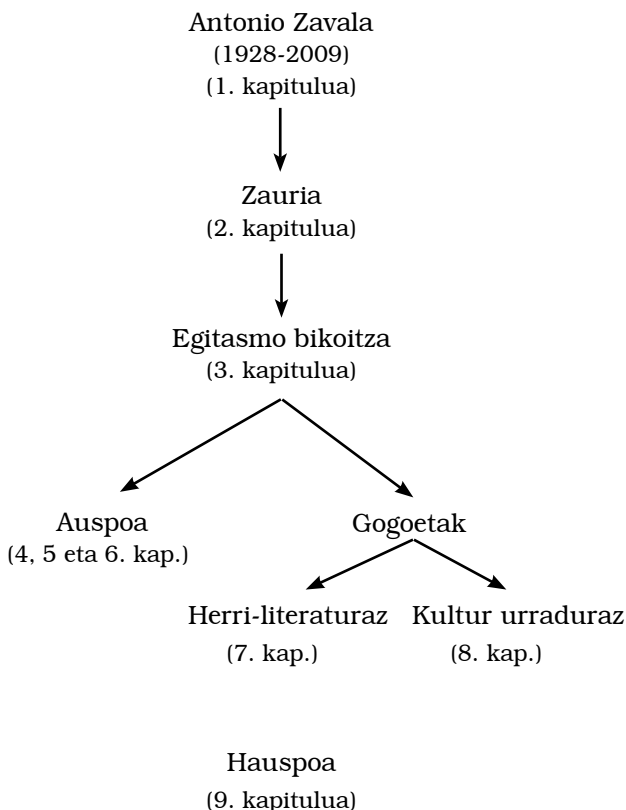 Antonio Zavala
(1928-2009)
(1. kapitulua)
Zauria
(2. kapitulua)
Egitasmo bikoitza
(3. kapitulua)
Auspoa
(4, 5 eta 6. kap.)
Gogoetak
Herri-literaturaz
(7. kap.)
Kultur urraduraz
(8. kap.)
Hauspoa
(9. kapitulua)